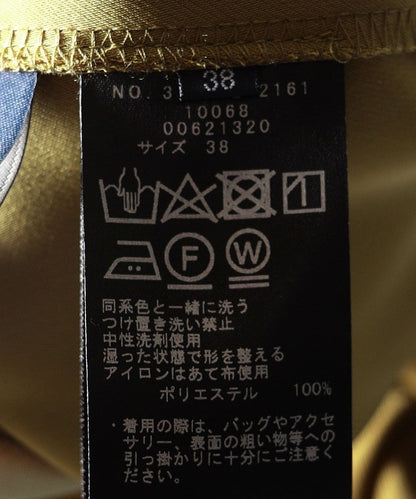 38
NO. 3 2161
10068
00621320
サイズ 38
F W
同系色と一緒に洗う
つけ置き洗い禁止
中性洗剤使用
湿った状態で形を整える
アイロンはあて布使用
ポリエステル 100%
・着用の際は、バッグやアクセ
サリー、表面の粗い物等への
引っ掛かりに十分にご注意くだ